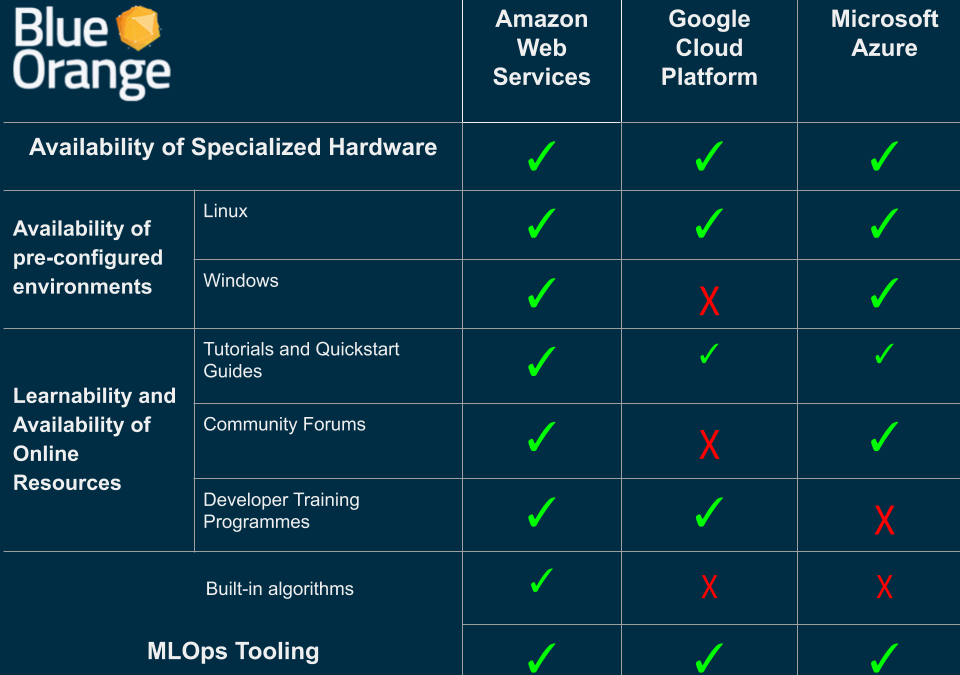 Blue
Orange
Amazon
Web
Services
Google
Cloud
Platform
Microsoft
Azure
Availability of Specialized Hardware
✓ ✓ ✓
Availability of
pre-configured
environments
Linux
✓ ✓ ✓
Windows
✓ X ✓
Learnability and
Availability of
Online
Resources
Tutorials and Quickstart
Guides
✓ ✓ ✓
Community Forums
✓ X ✓
Developer Training
Programmes
✓ ✓ X
Built-in algorithms
✓ X X
MLOps Tooling
✓ ✓ ✓